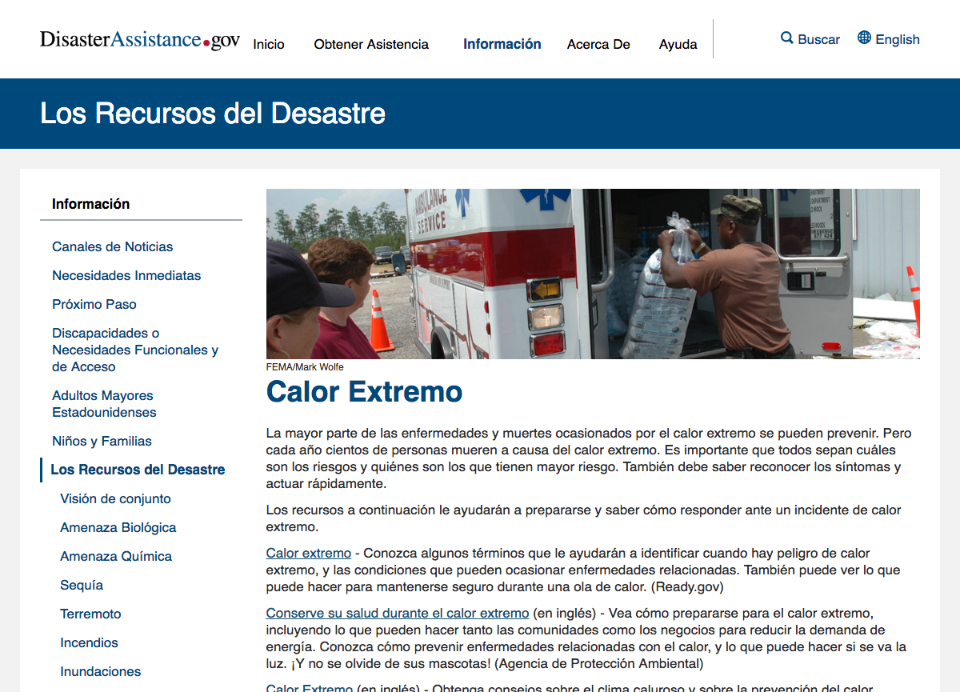 DisasterAssistance.gov
Inicio
Obtener Asistencia
Información
Acerca De
Ayuda
Buscar
English
Los Recursos del Desastre
Información
Canales de Noticias
Necesidades Inmediatas
Próximo Paso
Discapacidades o
Necesidades Funcionales y
de Acceso
Adultos Mayores
Estadounidenses
Niños y Familias
Los Recursos del Desastre
Visión de conjunto
Amenaza Biológica
Amenaza Química
Sequía
Terremoto
Incendios
Inundaciones
AMBULANCE
SERVICE
FEMA/Mark Wolfe
Calor Extremo
La mayor parte de las enfermedades y muertes ocasionados por el calor extremo se pueden prevenir. Pero
cada año cientos de personas mueren a causa del calor extremo. Es importante que todos sepan cuáles
son los riesgos y quiénes son los que tienen mayor riesgo. También debe saber reconocer los síntomas y
actuar rápidamente.
Los recursos a continuación le ayudarán a prepararse y saber cómo responder ante un incidente de calor
extremo.
Calor extremo - Conozca algunos términos que le ayudarán a identificar cuando hay peligro de calor
extremo, y las condiciones que pueden ocasionar enfermedades relacionadas. También puede ver lo que
puede hacer para mantenerse seguro durante una ola de calor. (Ready.gov)
Conserve su salud durante el calor extremo (en inglés) - Vea cómo prepararse para el calor extremo,
incluyendo lo que pueden hacer tanto las comunidades como los negocios para reducir la demanda de
energía. Conozca cómo prevenir enfermedades relacionadas con el calor, y lo que puede hacer si se va la
luz. ¡Y no se olvide de sus mascotas! (Agencia de Protección Ambiental)
Calor Extremo (en inglés) - Obtenga consejos sobre el clima caluroso y sobre la prevención del calor